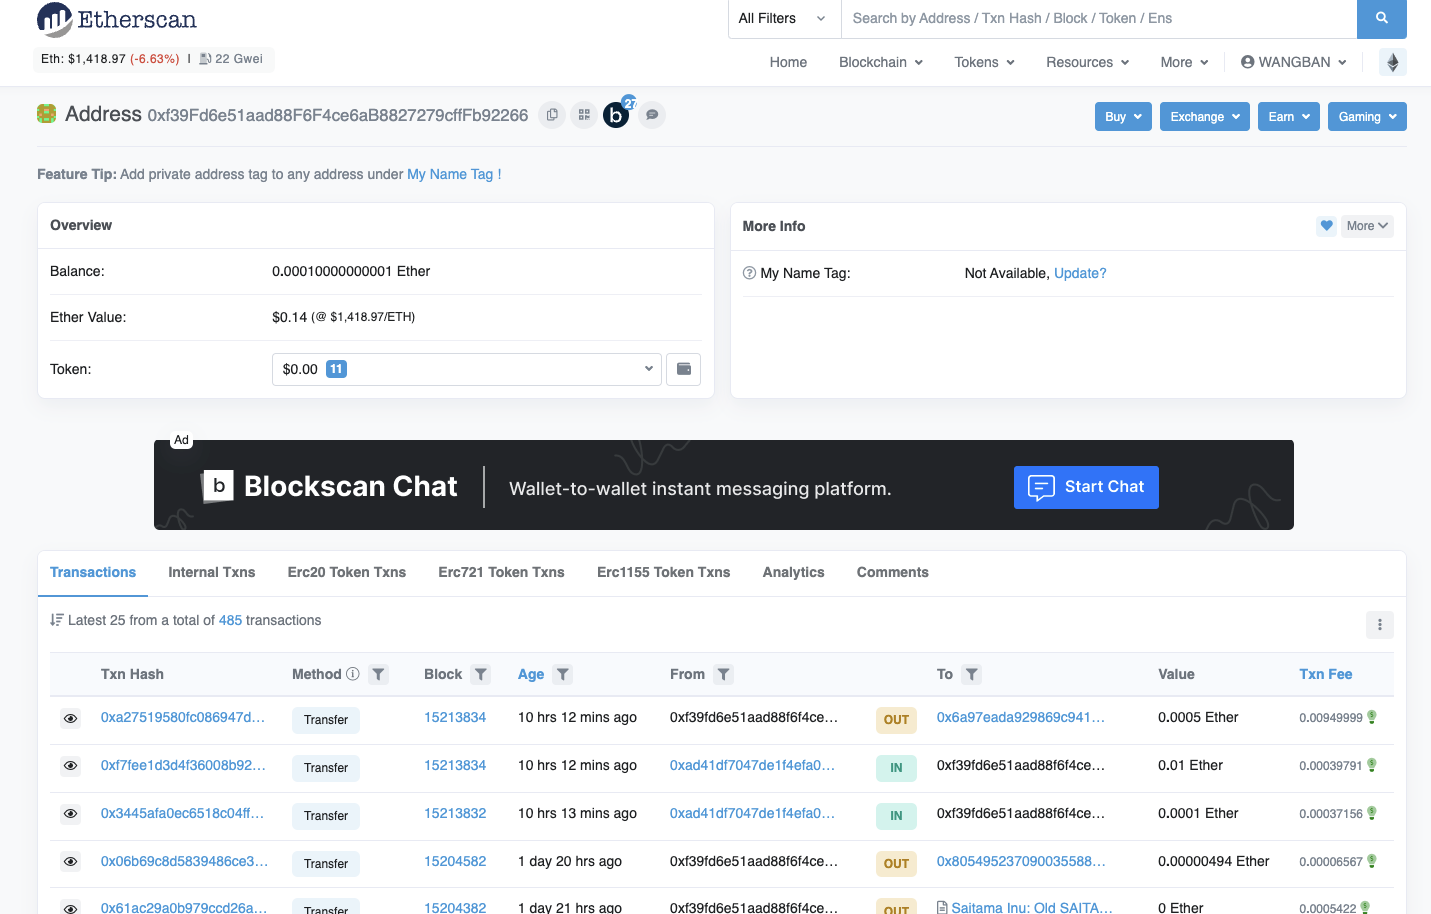 Etherscan
All Filters
Search by Address / Txn Hash / Block / Token / Ens
Eth: $1,418.97 (-6.63%) | 22 Gwei
Home Blockchain Tokens Resources More WANGBAN
Address 0xf39Fd6e51aad88F6F4ce6aB8827279cffFb92266 b 27
Buy Exchange Earn Gaming
Feature Tip: Add private address tag to any address under My Name Tag !
Overview
Balance: 0.00010000000001 Ether
Ether Value: $0.14 (@ $1,418.97/ETH)
Token: $0.00 11
More Info More
My Name Tag: Not Available, Update?
Ad
b Blockscan Chat Wallet-to-wallet instant messaging platform. Start Chat
Transactions Internal Txns Erc20 Token Txns Erc721 Token Txns Erc1155 Token Txns Analytics Comments
Latest 25 from a total of 485 transactions
Txn Hash Method Block Age From To Value Txn Fee
0xa27519580fc086947d... Transfer 15213834 10 hrs 12 mins ago 0xf39fd6e51aad88f6f4ce... OUT 0x6a97eada929869c941... 0.0005 Ether 0.00949999
0xf7fee1d3d4f36008b92... Transfer 15213834 10 hrs 12 mins ago 0xad41df7047de1f4efa0... IN 0xf39fd6e51aad88f6f4ce... 0.01 Ether 0.00039791
0x3445afa0ec6518c04ff... Transfer 15213832 10 hrs 13 mins ago 0xad41df7047de1f4efa0... IN 0xf39fd6e51aad88f6f4ce... 0.0001 Ether 0.00037156
0x06b69c8d5839486ce3... Transfer 15204582 1 day 20 hrs ago 0xf39fd6e51aad88f6f4ce... OUT 0x805495237090035588... 0.00000494 Ether 0.00006567
0x61ac29a0b979ccd26a... Transfer 15204382 1 day 21 hrs ago 0xf39fd6e51aad88f6f4ce... OUT Saitama Inu: Old SAITA... 0 Ether 0.0005422